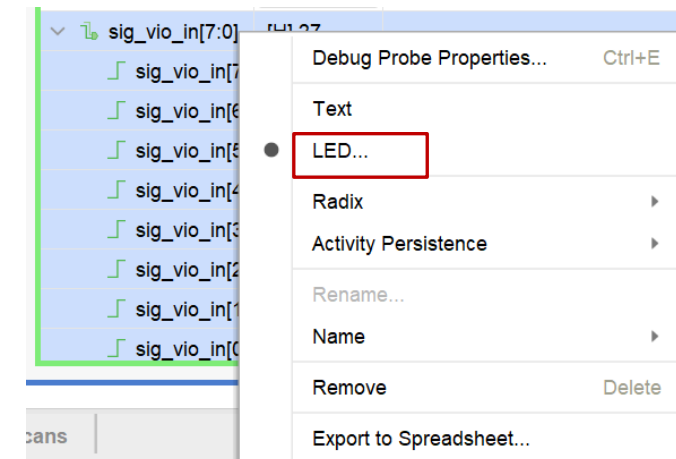 sig_vio_in[7:0] [H] 27
sig_vio_in[7
sig_vio_in[6
sig_vio_in[5
sig_vio_in[4
sig_vio_in[3
sig_vio_in[2
sig_vio_in[1
sig_vio_in[0
cans
Debug Probe Properties... Ctrl+E
Text
LED...
Radix
Activity Persistence
Rename...
Name
Remove Delete
Export to Spreadsheet...